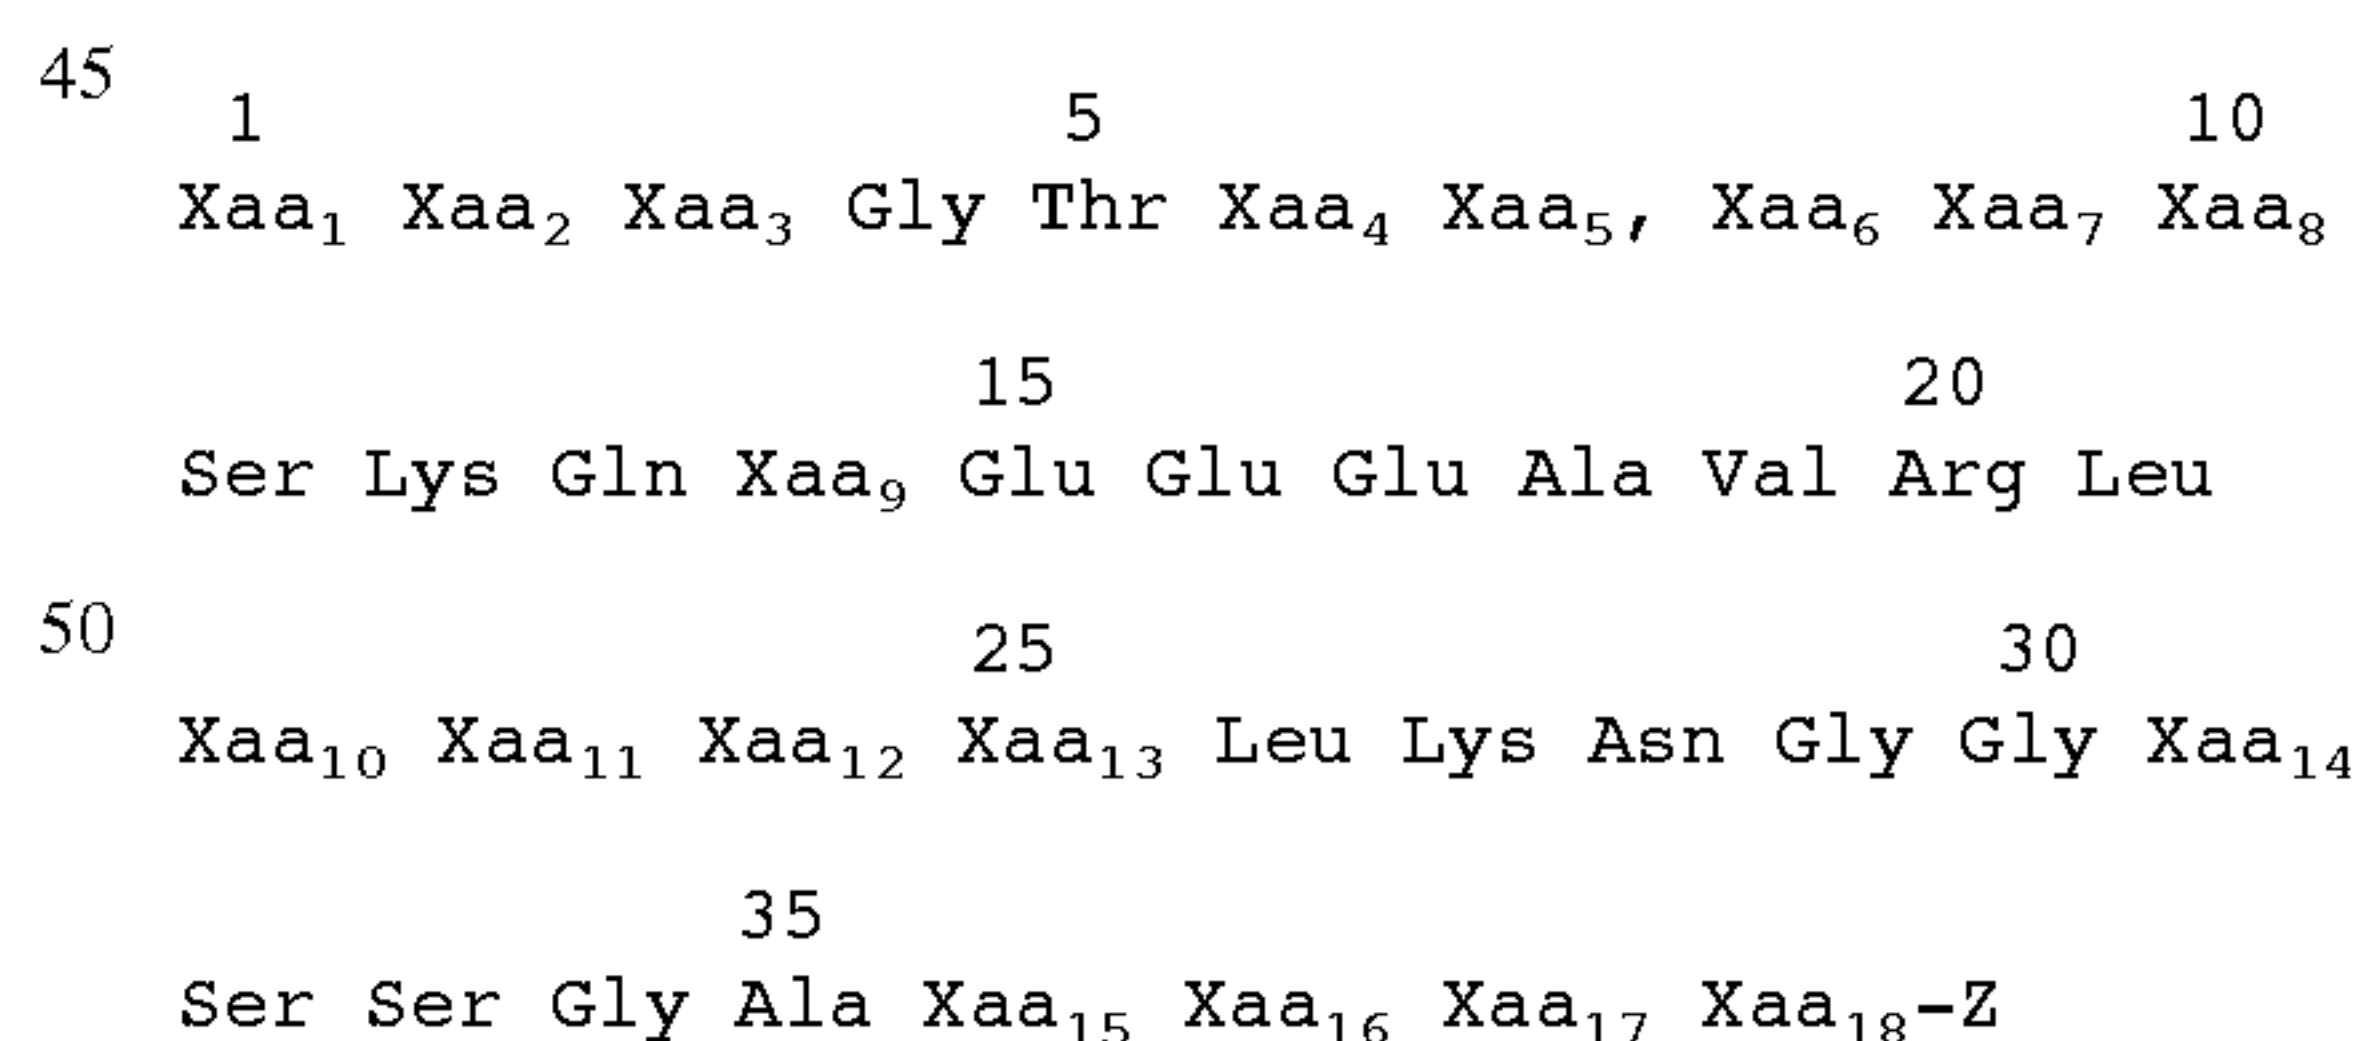 45
1 5 10
Xaa₁ Xaa₂ Xaa₃ Gly Thr Xaa₄ Xaa₅, Xaa₆ Xaa₇ Xaa₈
15 20
Ser Lys Gln Xaa₉ Glu Glu Glu Ala Val Arg Leu
50
25 30
Xaa₁₀ Xaa₁₁ Xaa₁₂ Xaa₁₃ Leu Lys Asn Gly Gly Xaa₁₄
35
Ser Ser Gly Ala Xaa₁₅ Xaa₁₆ Xaa₁₇ Xaa₁₈-Z